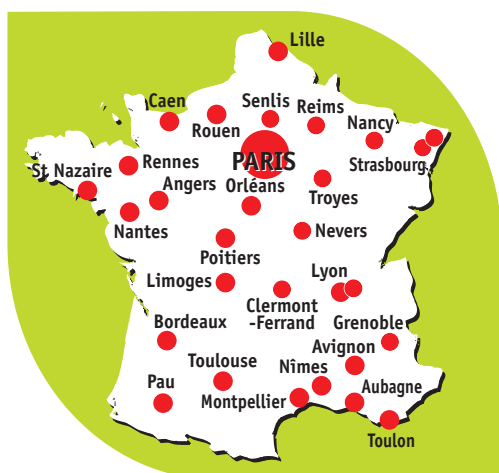 Lille
Caen
Senlis
Rouen
Reims
Nancy
PARIS
Strasbourg
St Nazaire
Rennes
Angers
Orléans
Troyes
Nantes
Nevers
Poitiers
Limoges
Lyon
Clermont
-Ferrand
Grenoble
Bordeaux
Avignon
Toulouse
Nîmes
Pau
Aubagne
Montpellier
Toulon